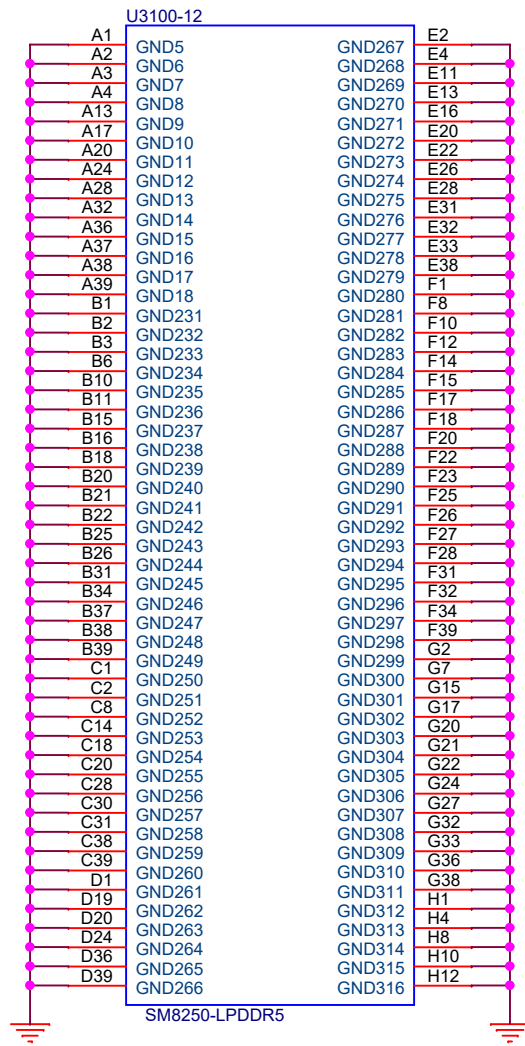 U3100-12
A1 GND5 GND267 E2
A2 GND6 GND268 E4
A3 GND7 GND269 E11
A4 GND8 GND270 E13
A13 GND9 GND271 E16
A17 GND10 GND272 E20
A20 GND11 GND273 E22
A24 GND12 GND274 E26
A28 GND13 GND275 E28
A32 GND14 GND276 E31
A36 GND15 GND277 E32
A37 GND16 GND278 E33
A38 GND17 GND279 E38
A39 GND18 GND280 F1
B1 GND231 GND281 F8
B2 GND232 GND282 F10
B3 GND233 GND283 F12
B6 GND234 GND284 F14
B10 GND235 GND285 F15
B11 GND236 GND286 F17
B15 GND237 GND287 F18
B16 GND238 GND288 F20
B18 GND239 GND289 F22
B20 GND240 GND290 F23
B21 GND241 GND291 F25
B22 GND242 GND292 F26
B25 GND243 GND293 F27
B26 GND244 GND294 F28
B31 GND245 GND295 F31
B34 GND246 GND296 F32
B37 GND247 GND297 F34
B38 GND248 GND298 F39
B39 GND249 GND299 G2
C1 GND250 GND300 G7
C2 GND251 GND301 G15
C8 GND252 GND302 G17
C14 GND253 GND303 G20
C18 GND254 GND304 G21
C20 GND255 GND305 G22
C28 GND256 GND306 G24
C30 GND257 GND307 G27
C31 GND258 GND308 G32
C38 GND259 GND309 G33
C39 GND260 GND310 G36
D1 GND261 GND311 G38
D19 GND262 GND312 H1
D20 GND263 GND313 H4
D24 GND264 GND314 H8
D36 GND265 GND315 H10
D39 GND266 GND316 H12
SM8250-LPDDR5